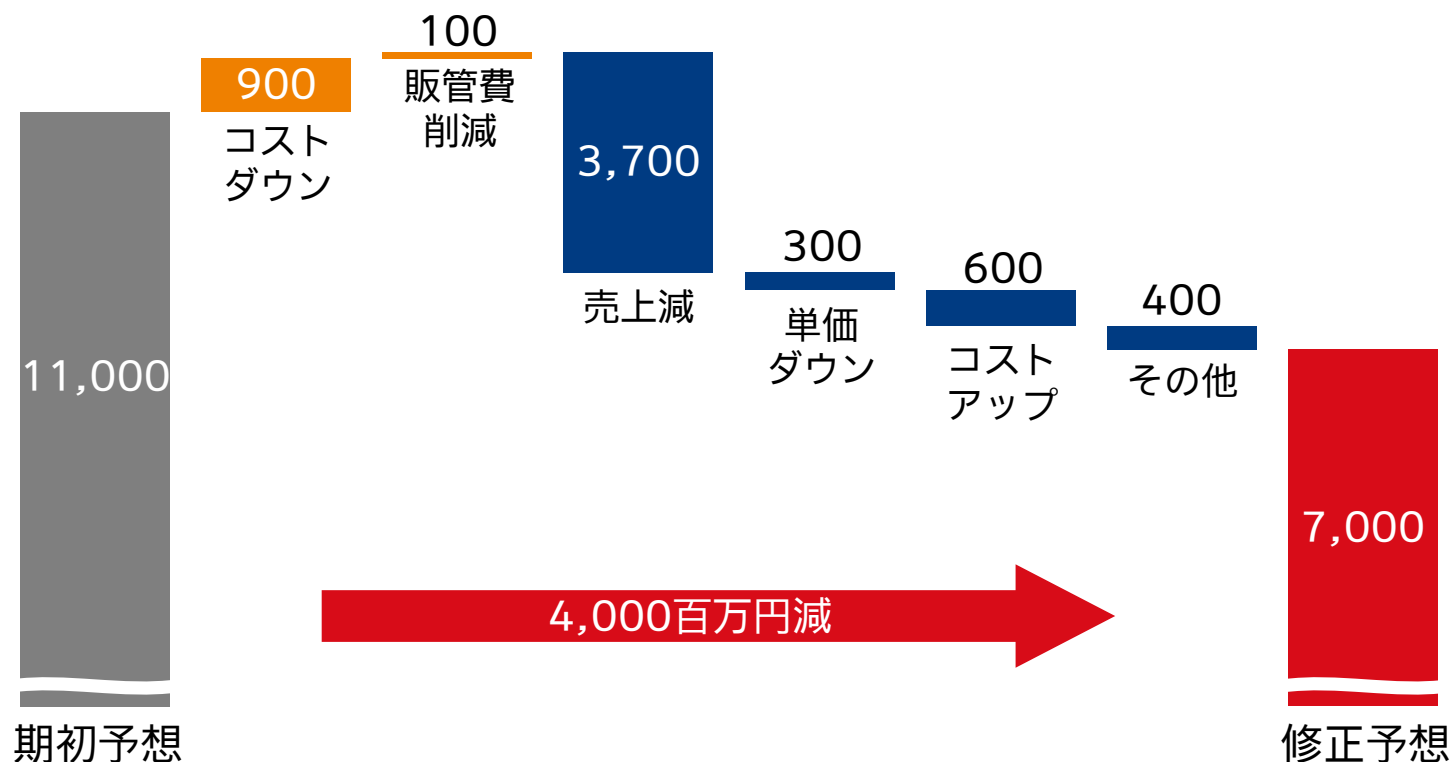 100
900
販管費
削減
コスト
ダウン
3,700
300
600
売上減
400
単価
ダウン
コスト
アップ
その他
11,000
7,000
4,000百万円減
期初予想
修正予想